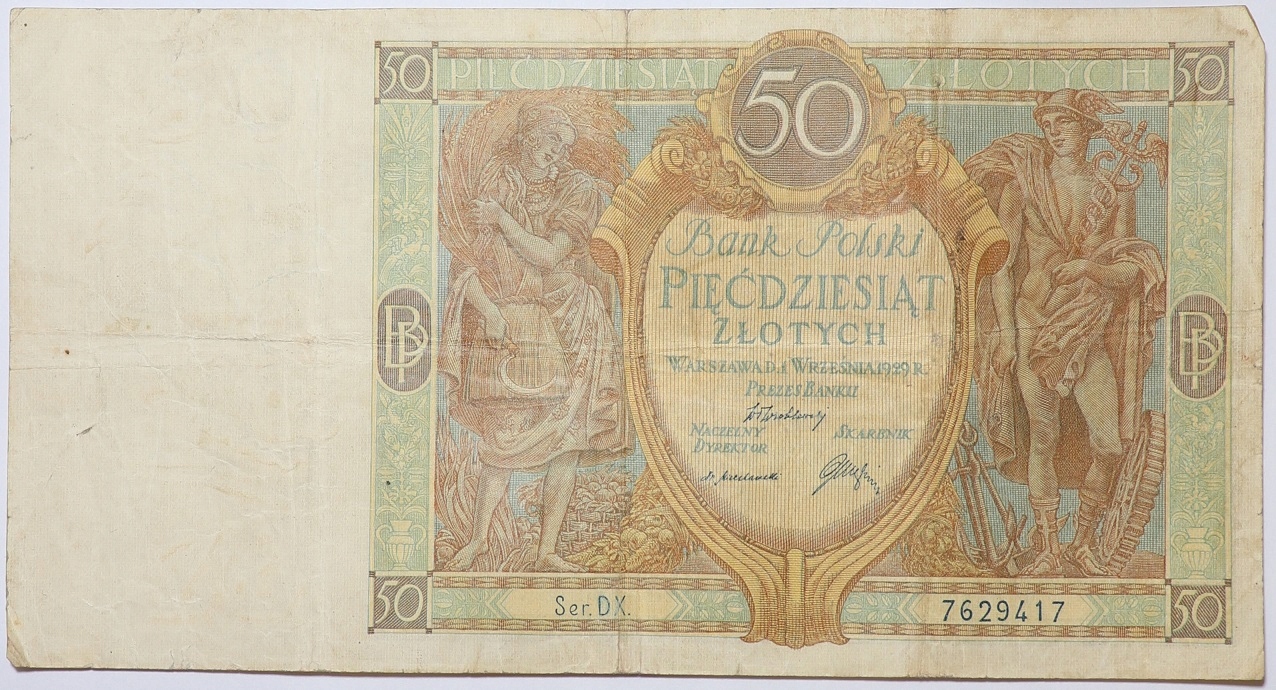 50 PIĘĆDZIESIĄT 50 ZŁOTYCH 50
Bank Polski
PIĘĆDZIESIĄT
ZŁOTYCH
WARSZAWA D. 1 WRZEŚNIA 1929 R.
PREZES BANKU
NACZELNY DYREKTOR
SKARBNIK
BP BP
50 Ser. DX. 7629417 50